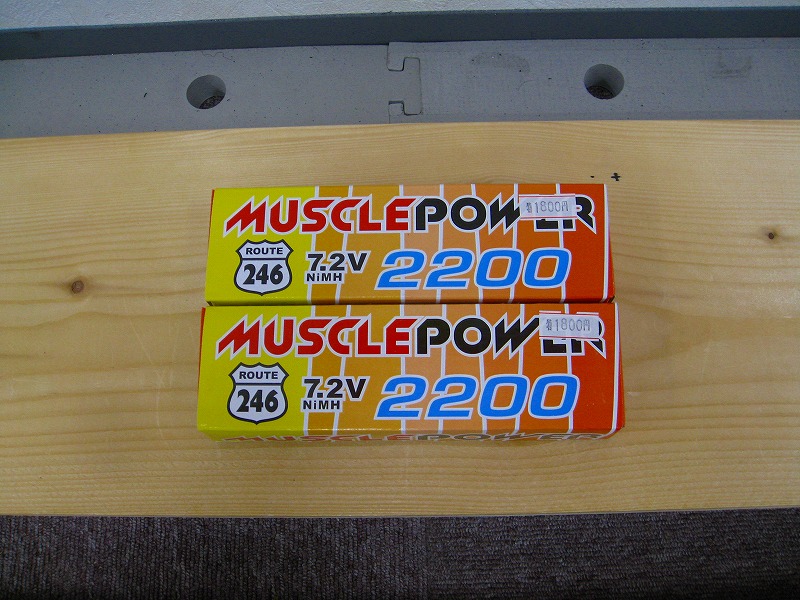 MUSCLEPOWER
1800円
ROUTE
246
7.2V
NiMH
2200
MUSCLEPOWER
1800円
ROUTE
246
7.2V
NiMH
2200
MUSCLEPOWER